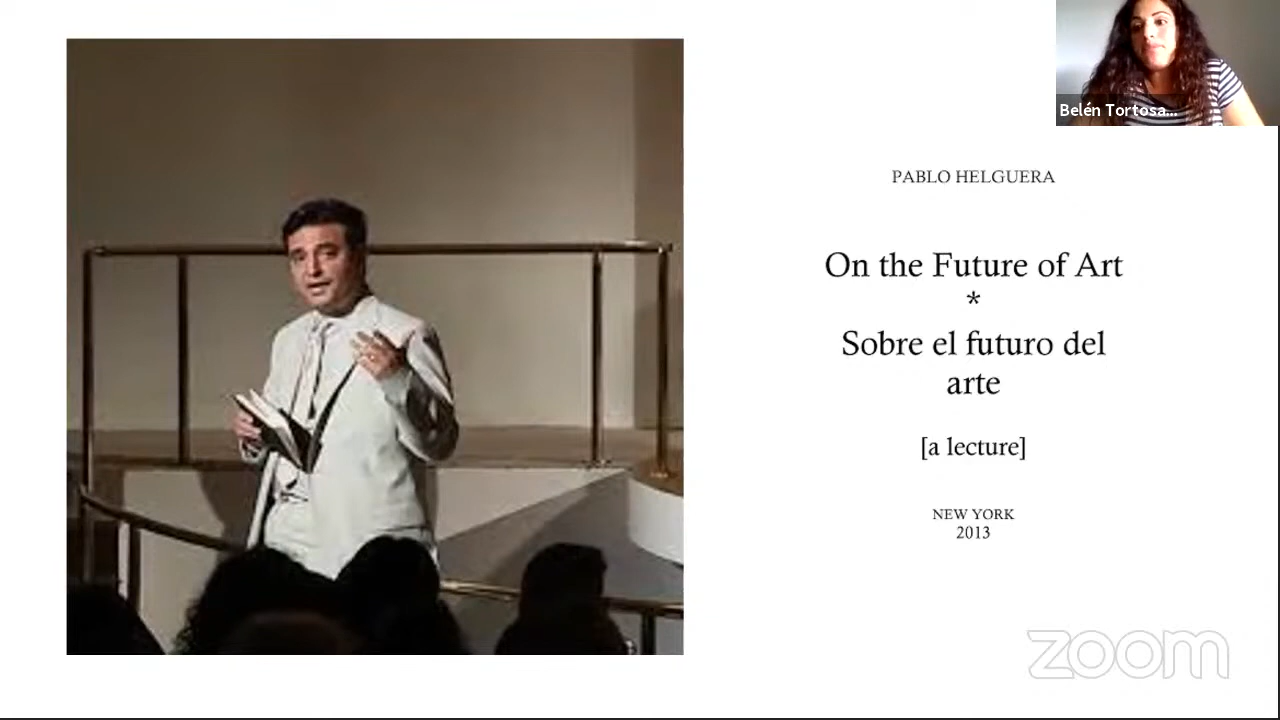 Belén Tortosa...
PABLO HELGUERA
On the Future of Art
*
Sobre el futuro del
arte
[a lecture]
NEW YORK
2013
zoom